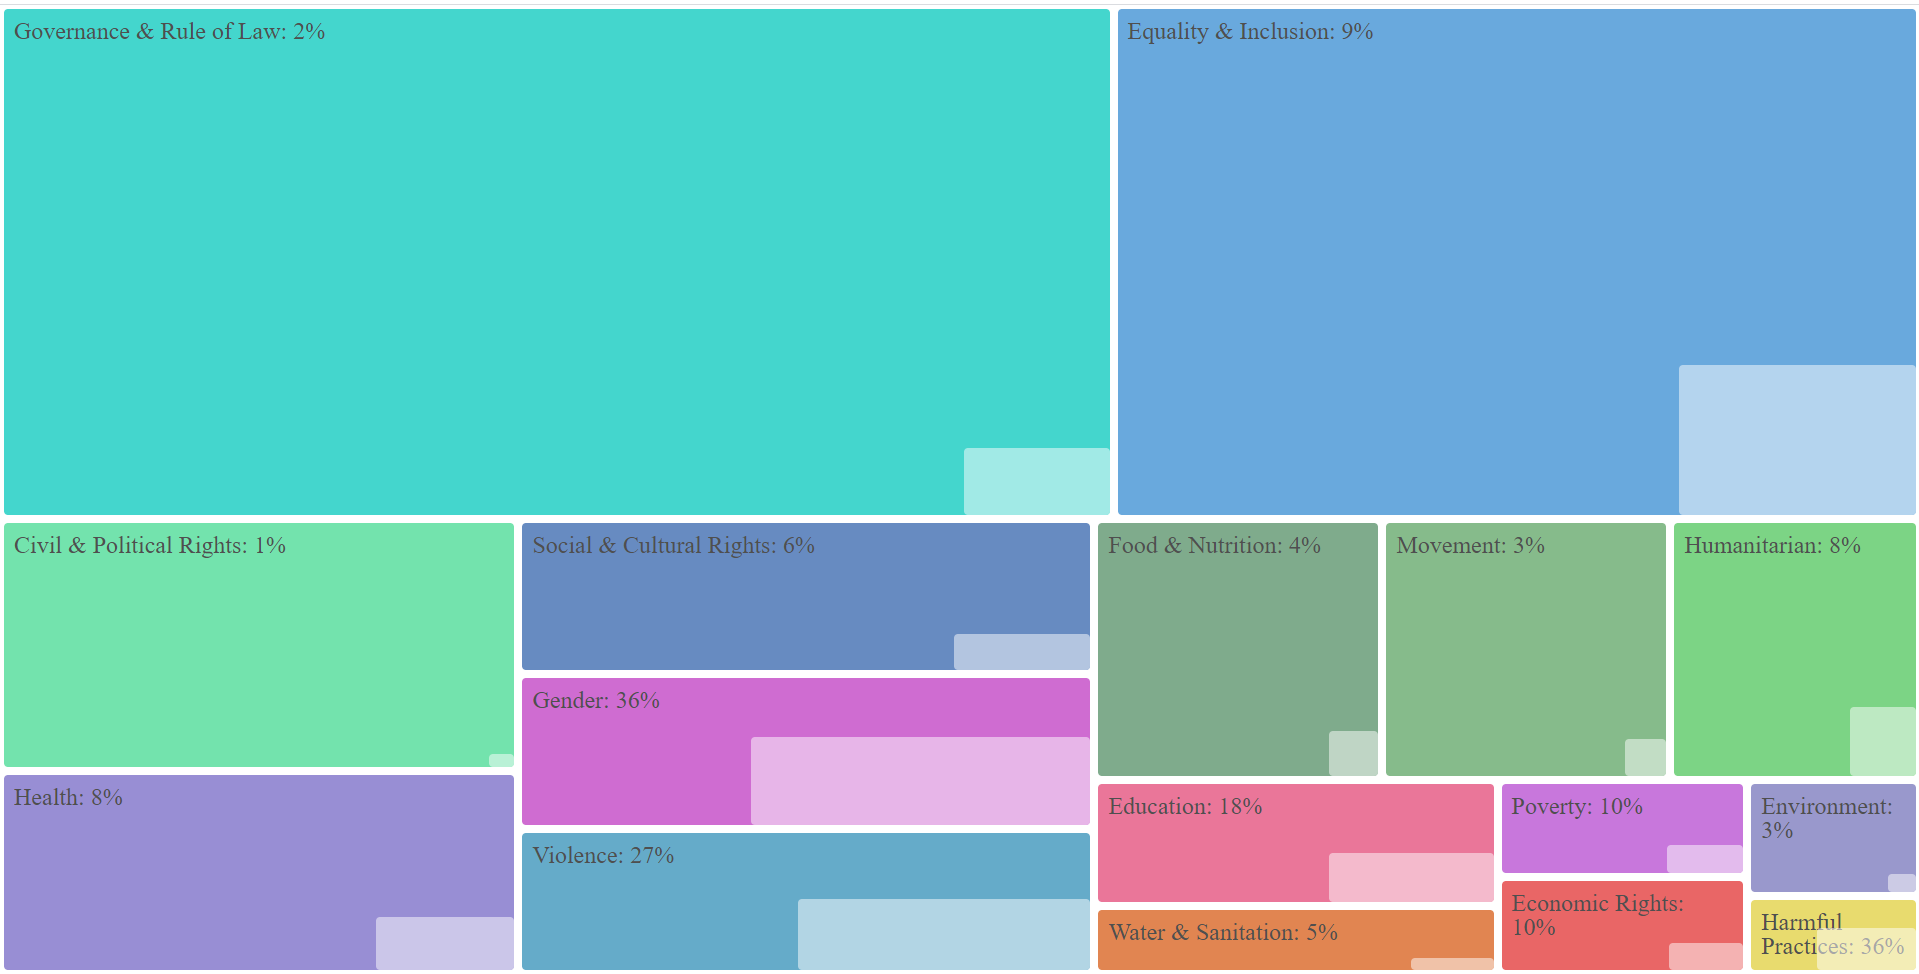 Governance & Rule of Law: 2%
Equality & Inclusion: 9%
Civil & Political Rights: 1%
Social & Cultural Rights: 6%
Food & Nutrition: 4%
Movement: 3%
Humanitarian: 8%
Gender: 36%
Health: 8%
Education: 18%
Poverty: 10%
Environment:
3%
Violence: 27%
Economic Rights:
10%
Water & Sanitation: 5%
Harmful
Practices: 36%